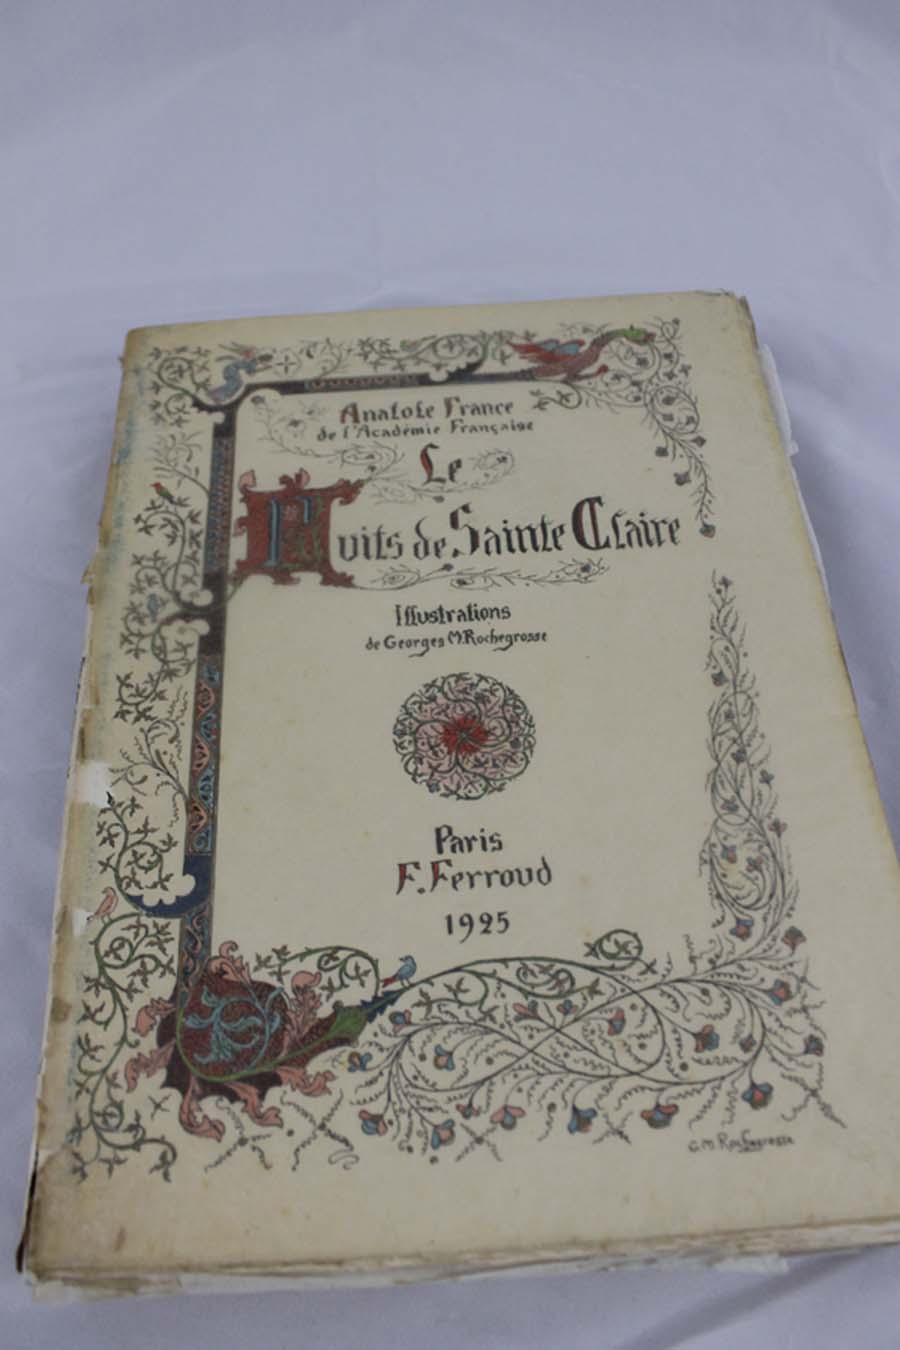 Anatole France
de l'Académie Française
Le
Puits de Sainte Claire
Illustrations
de Georges M. Rochegrosse
Paris
F. Ferroud
1925
G.M. Rochegrosse